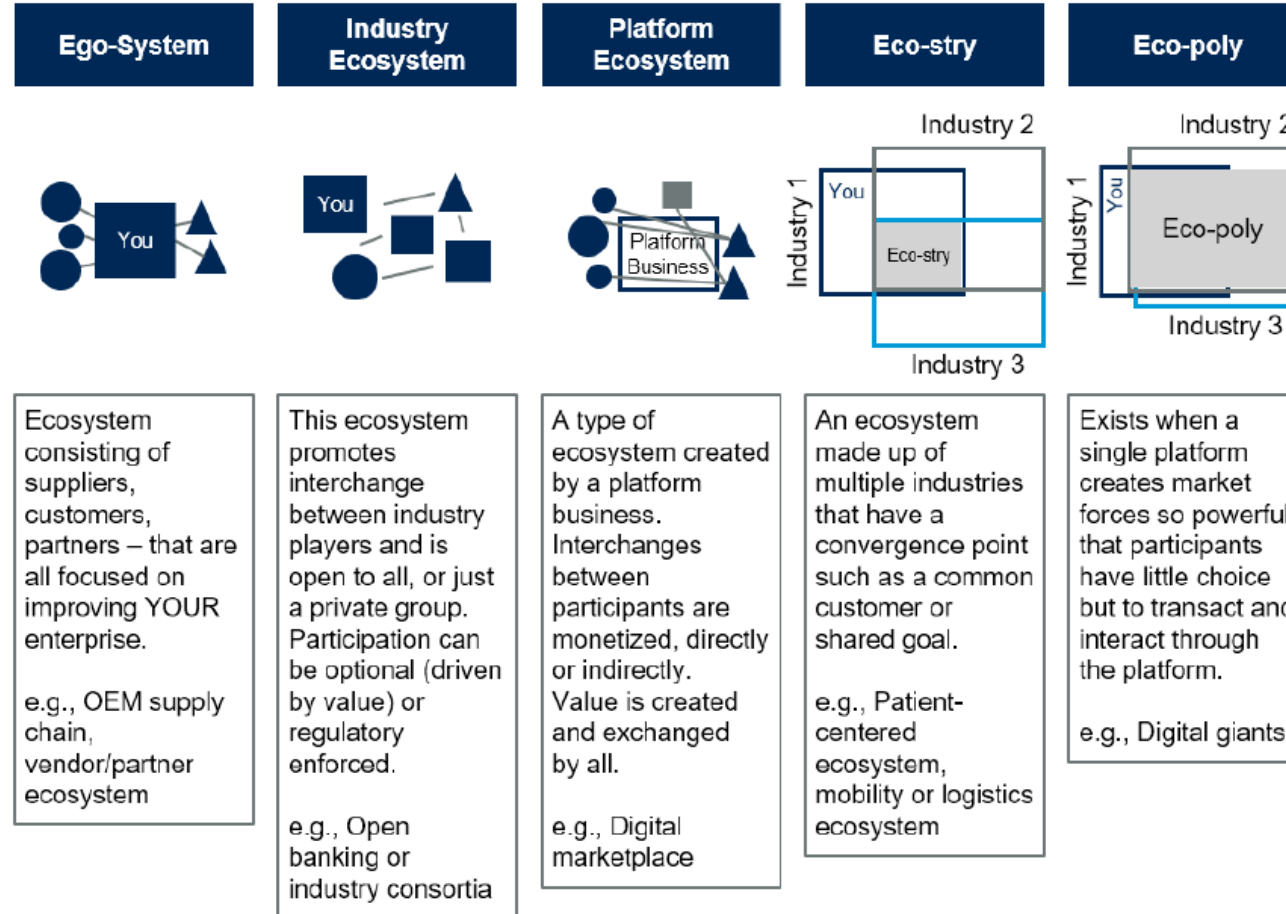 Ego-System
Industry
Ecosystem
Platform
Ecosystem
Eco-stry
Eco-poly
You
You
Platform
Business
Industry 2
Industry 1
You
Eco-stry
Industry 3
Industry 2
Industry 1
You
Eco-poly
Industry 3
Ecosystem
consisting of
suppliers,
customers,
partners – that are
all focused on
improving YOUR
enterprise.
e.g., OEM supply
chain,
vendor/partner
ecosystem
This ecosystem
promotes
interchange
between industry
players and is
open to all, or just
a private group.
Participation can
be optional (driven
by value) or
regulatory
enforced.
e.g., Open
banking or
industry consortia
A type of
ecosystem created
by a platform
business.
Interchanges
between
participants are
monetized, directly
or indirectly.
Value is created
and exchanged
by all.
e.g., Digital
marketplace
An ecosystem
made up of
multiple industries
that have a
convergence point
such as a common
customer or
shared goal.
e.g., Patient-
centered
ecosystem,
mobility or logistics
ecosystem
Exists when a
single platform
creates market
forces so powerful
that participants
have little choice
but to transact and
interact through
the platform.
e.g., Digital giants